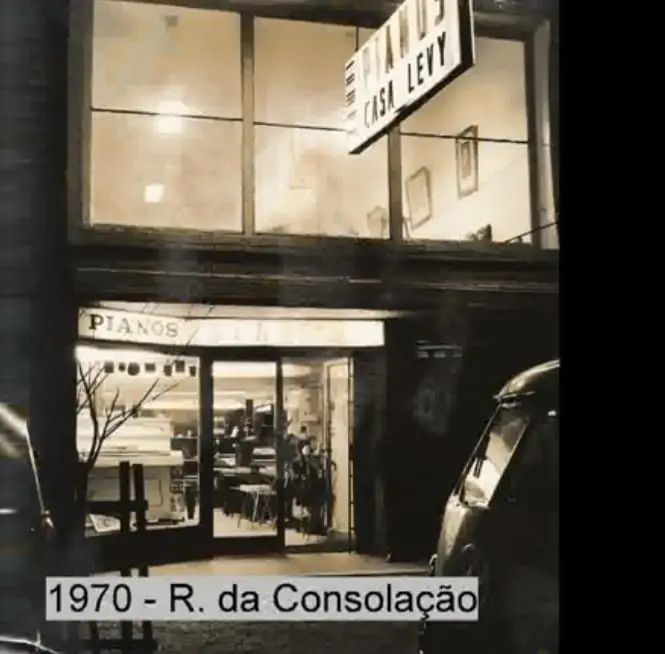 PIANOS
CASA LEVY
PIANOS
1970 - R. da Consolação